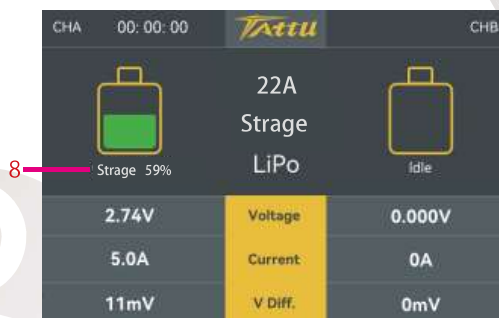 CHA 00: 00: 00 TATTU CHB
22A
Strage
LiPo
8 Strage 59% Idle
2.74V Voltage 0.000V
5.0A Current 0A
11mV V Diff. 0mV